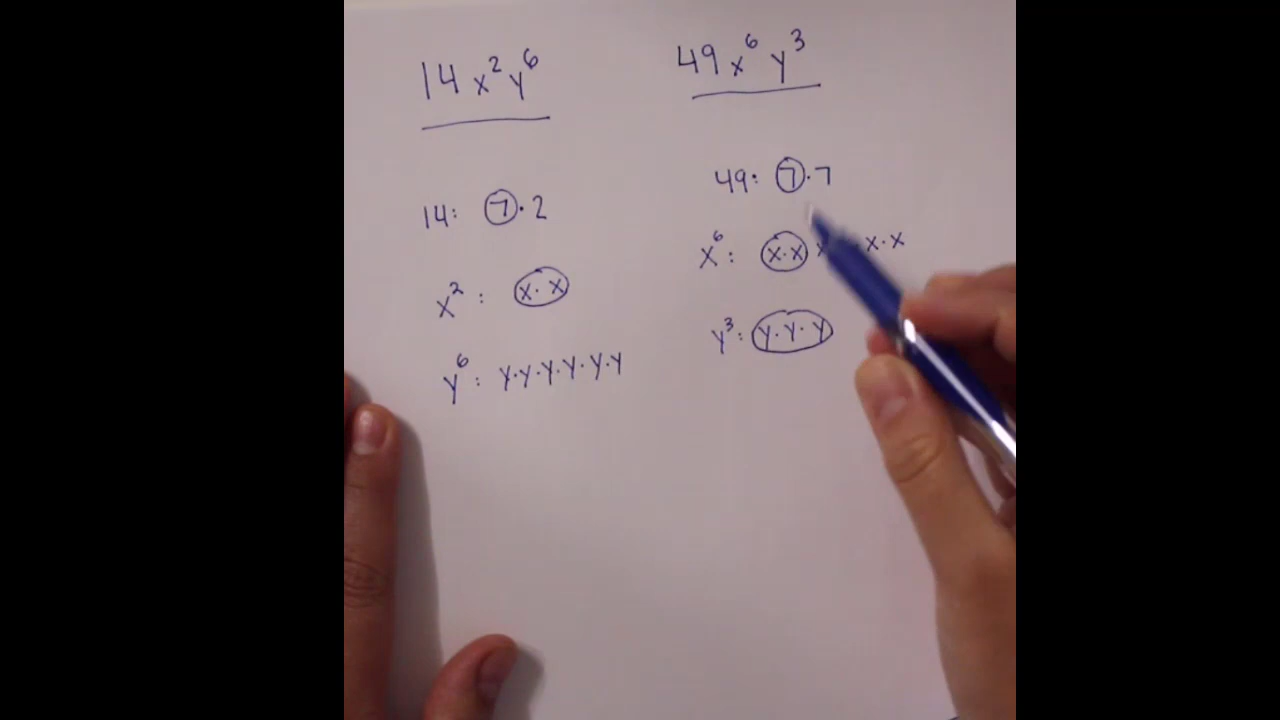 14x²y⁶
14: 7·2
x²: x·x
y⁶: y·y·y·y·y·y
49x⁶y³
49: 7·7
x⁶: x·x x x·x
y³: y·y·y